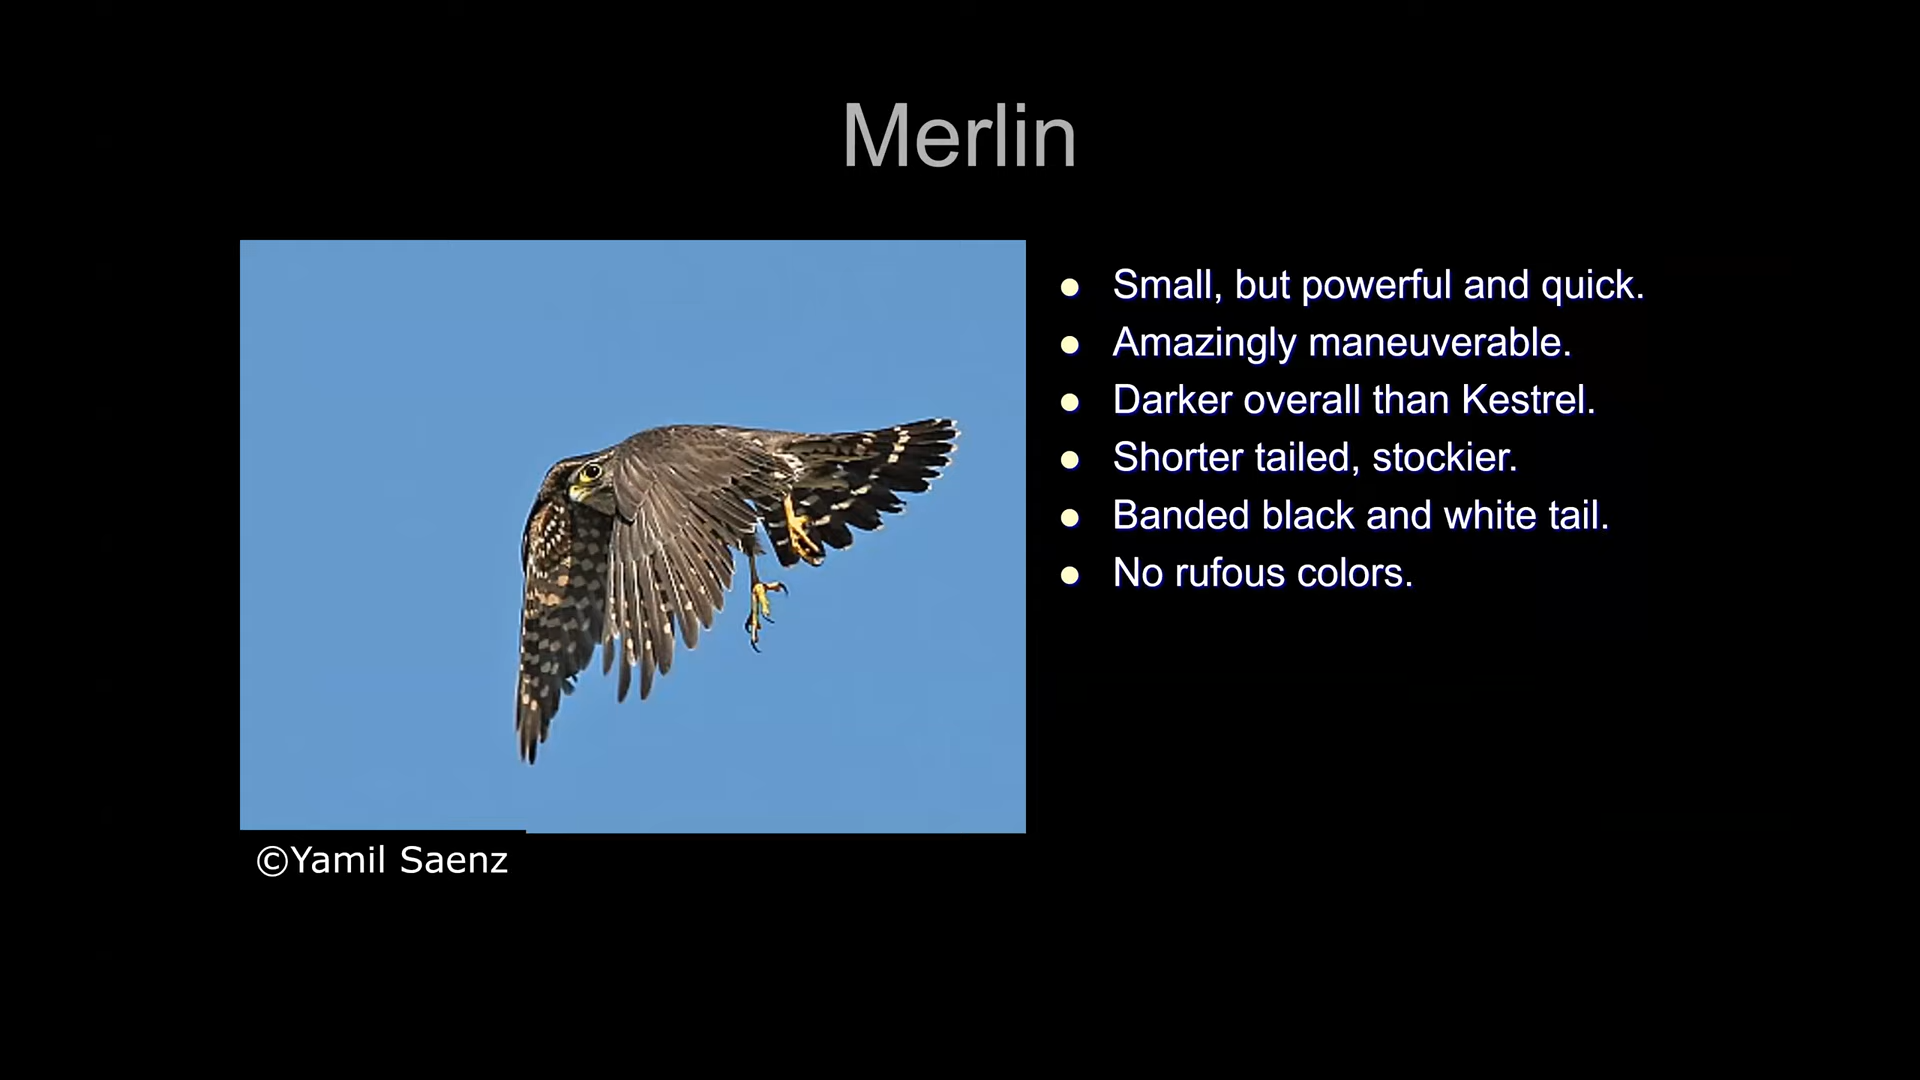 Merlin
● Small, but powerful and quick.
● Amazingly maneuverable.
● Darker overall than Kestrel.
● Shorter tailed, stockier.
● Banded black and white tail.
● No rufous colors.
©Yamil Saenz